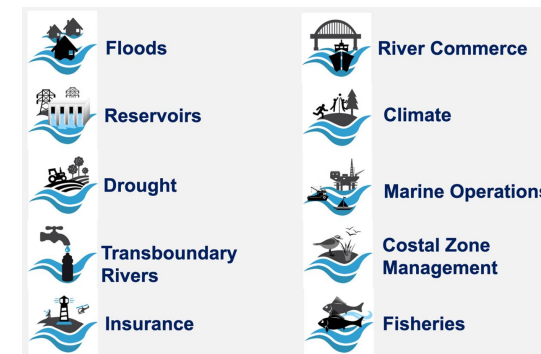 Floods
Reservoirs
Drought
Transboundary
Rivers
Insurance
River Commerce
Climate
Marine Operations
Costal Zone
Management
Fisheries